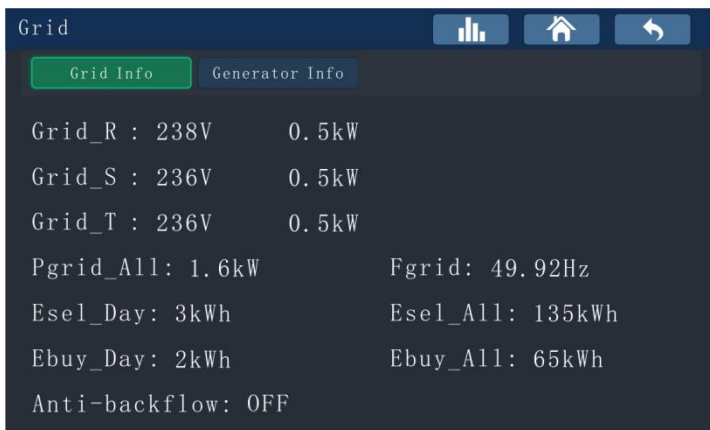 Grid
Grid Info Generator Info
Grid_R : 238V 0.5kW
Grid_S : 236V 0.5kW
Grid_T : 236V 0.5kW
Pgrid_All: 1.6kW Fgrid: 49.92Hz
Esel_Day: 3kWh Esel_All: 135kWh
Ebuy_Day: 2kWh Ebuy_All: 65kWh
Anti-backflow: OFF